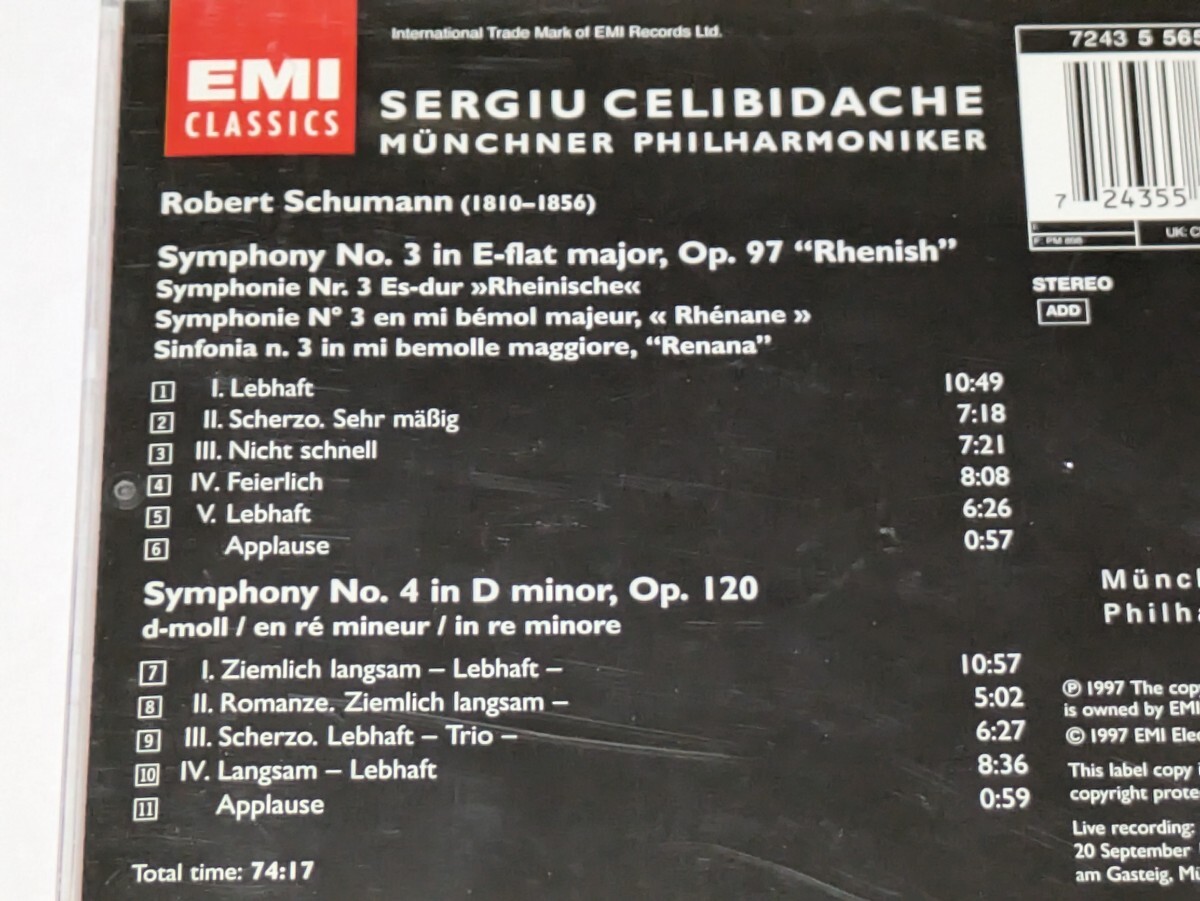 International Trade Mark of EMI Records Ltd.
EMI
CLASSICS
SERGIU CELIBIDACHE
MÜNCHNER PHILHARMONIKER
7243 5 565
7 24355
UK: C
STEREO
ADD
Robert Schumann (1810–1856)
Symphony No. 3 in E-flat major, Op. 97 “Rhenish”
Symphonie Nr. 3 Es-dur »Rheinische«
Symphonie N° 3 en mi bémol majeur, « Rhénane »
Sinfonia n. 3 in mi bemolle maggiore, “Renana”
1 I. Lebhaft 10:49
2 II. Scherzo. Sehr mäßig 7:18
3 III. Nicht schnell 7:21
4 IV. Feierlich 8:08
5 V. Lebhaft 6:26
6 Applause 0:57
Symphony No. 4 in D minor, Op. 120
d-moll / en ré mineur / in re minore
7 I. Ziemlich langsam – Lebhaft – 10:57
8 II. Romanze. Ziemlich langsam – 5:02
9 III. Scherzo. Lebhaft – Trio – 6:27
10 IV. Langsam – Lebhaft 8:36
11 Applause 0:59
Total time: 74:17
Münc
Philha
℗ 1997 The cop
is owned by EMI
© 1997 EMI Elec
This label copy
copyright prote
Live recording:
20 September
am Gasteig, Mü